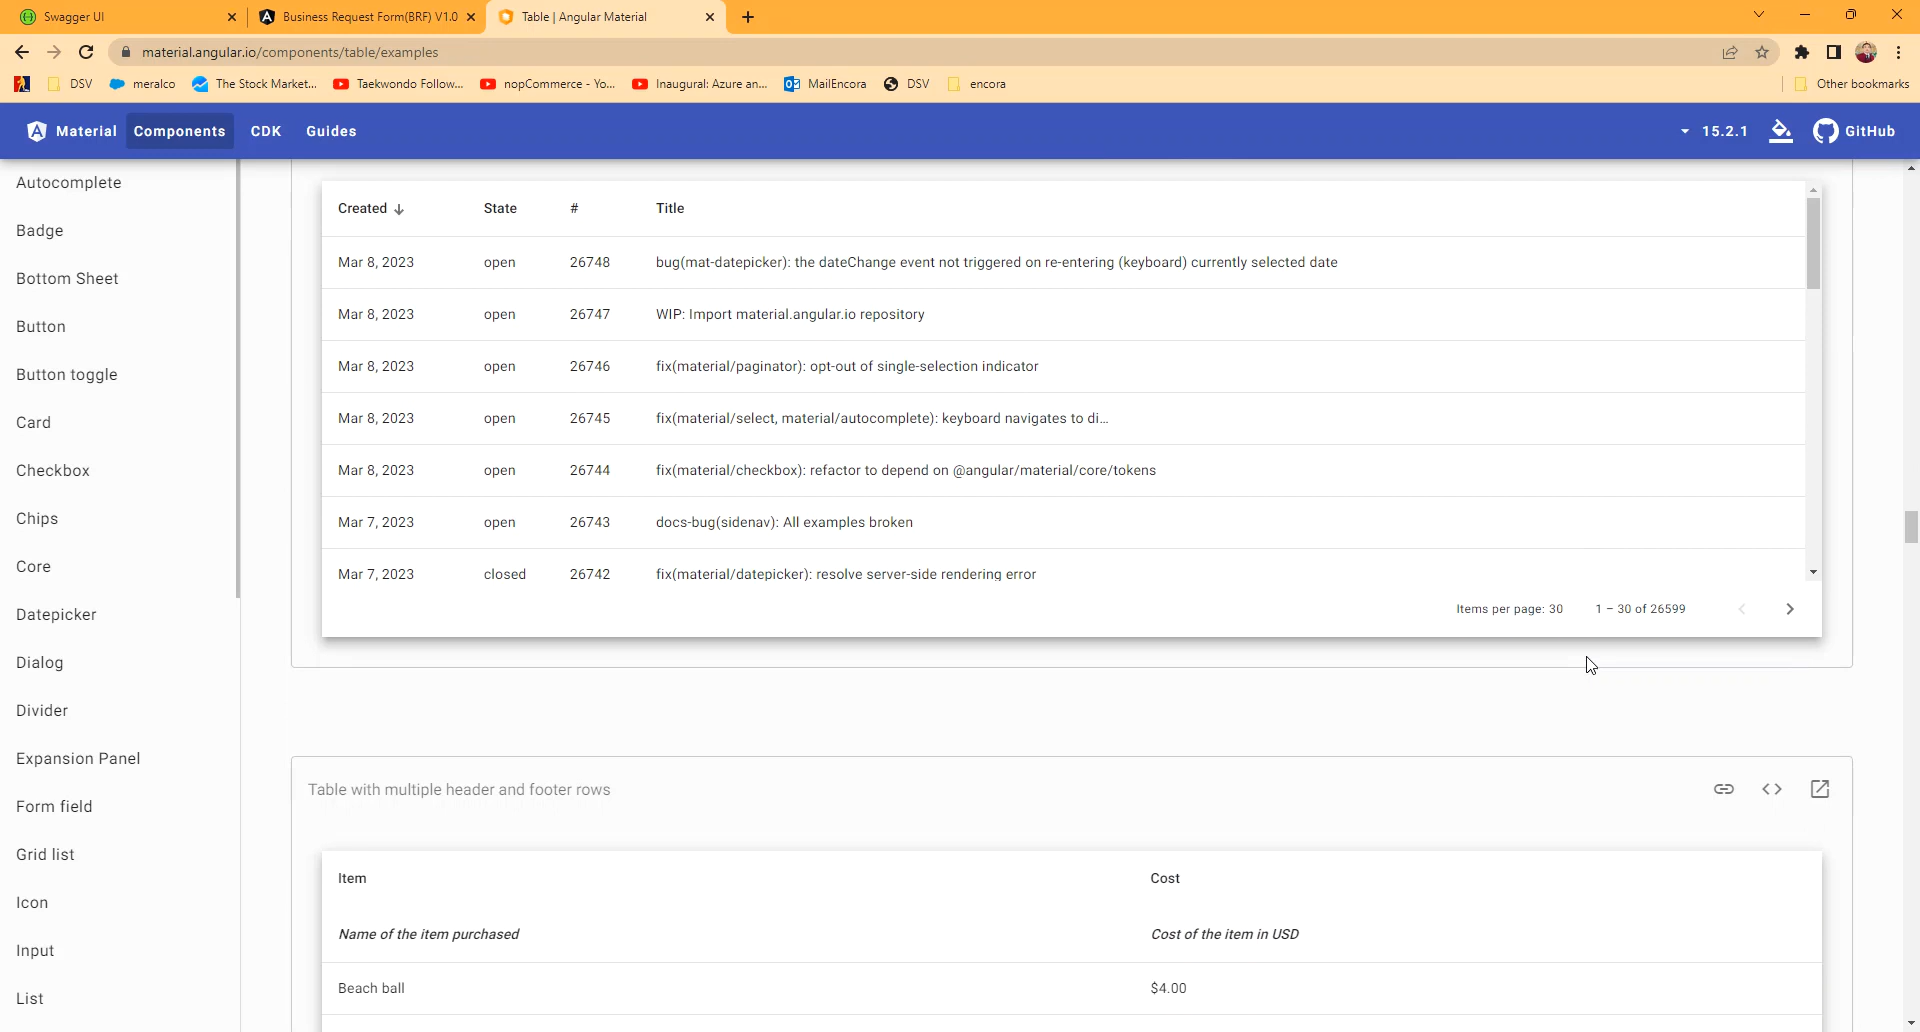 Swagger UI
Business Request Form(BRF) V1.0
Table | Angular Material
material.angular.io/components/table/examples
DSV
meralco
The Stock Market...
Taekwondo Follow...
nopCommerce - Yo...
Inaugural: Azure an...
MailEncora
DSV
encora
Other bookmarks
Material
Components
CDK
Guides
15.2.1
GitHub
Autocomplete
Badge
Bottom Sheet
Button
Button toggle
Card
Checkbox
Chips
Core
Datepicker
Dialog
Divider
Expansion Panel
Form field
Grid list
Icon
Input
List
Created State # Title
Mar 8, 2023 open 26748 bug(mat-datepicker): the dateChange event not triggered on re-entering (keyboard) currently selected date
Mar 8, 2023 open 26747 WIP: Import material.angular.io repository
Mar 8, 2023 open 26746 fix(material/paginator): opt-out of single-selection indicator
Mar 8, 2023 open 26745 fix(material/select, material/autocomplete): keyboard navigates to di...
Mar 8, 2023 open 26744 fix(material/checkbox): refactor to depend on @angular/material/core/tokens
Mar 7, 2023 open 26743 docs-bug(sidenav): All examples broken
Mar 7, 2023 closed 26742 fix(material/datepicker): resolve server-side rendering error
Items per page: 30 1 – 30 of 26599
Table with multiple header and footer rows
Item Cost
Name of the item purchased Cost of the item in USD
Beach ball $4.00